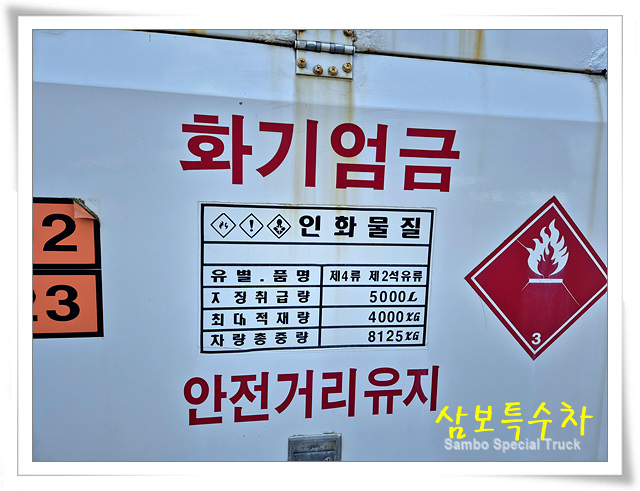 화기엄금
2
23
인화물질
유별.품명 제4류 제2석유류
지정취급량 5000L
최대적재량 4000KG
차량총중량 8125KG
3
안전거리유지
삼보특수차
Sambo Special Truck